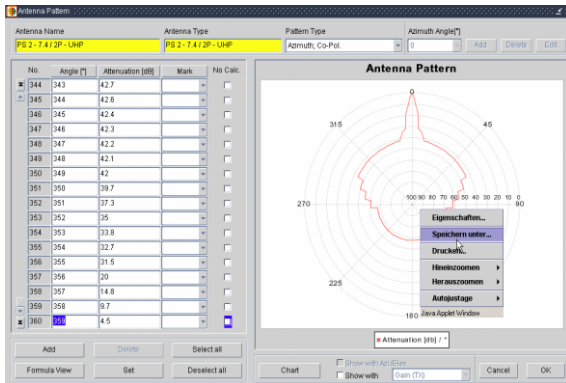 Antenna Pattern
Antenna Name
Antenna Type
Pattern Type
Azimuth Angle[°]
PS 2 - 7.4 / 2P - UHP
PS 2 - 7.4 / 2P - UHP
Azimuth, Co-Pol.
0
Add
Delete
Edit
No. Angle [°] Attenuation [dB] Mark No Calc.
344 343 42.7
345 344 42.6
346 345 42.4
347 346 42.3
348 347 42.2
349 348 42.1
350 349 42
351 350 39.7
352 351 37.3
353 352 35
354 353 33.8
355 354 32.7
356 355 31.5
357 356 20
358 357 14.8
359 358 9.7
360 359 4.5
Add
Delete
Select all
Formula View
Set
Deselect all
Antenna Pattern
0
315
45
100 90 80 70 60 50 40 30 20 10 0
270
90
225
180
Eigenschaften...
Speichern unter...
Drucken...
Hineinzoomen
Herauszoomen
Autojustage
Java Applet Window
Attenuation [db] / °
Chart
Show with Azi./Elev.
Show with
Gain (TX)
Cancel
OK